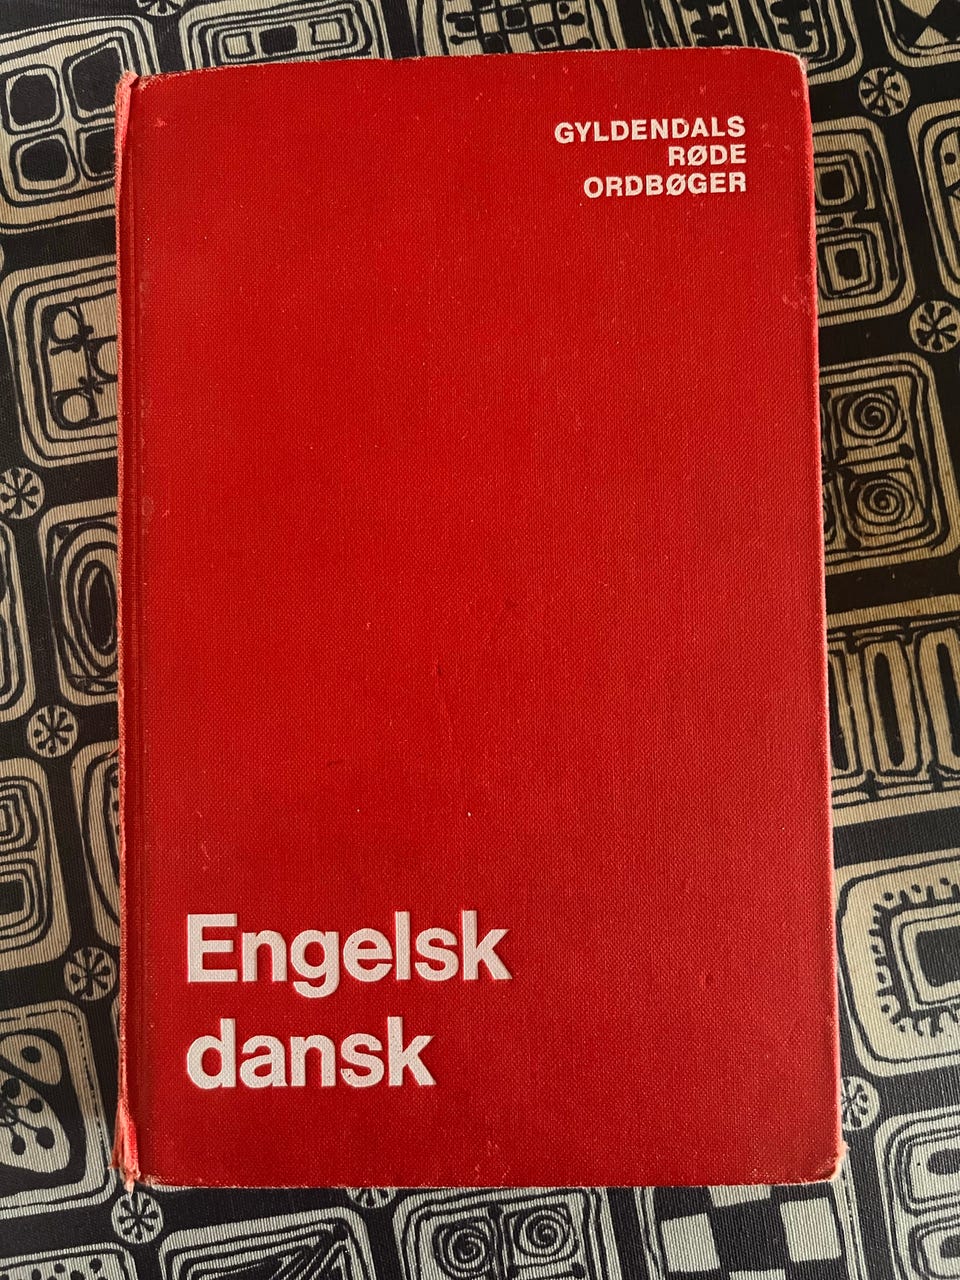 GYLDENDALS
RØDE
ORDBØGER
Engelsk
dansk